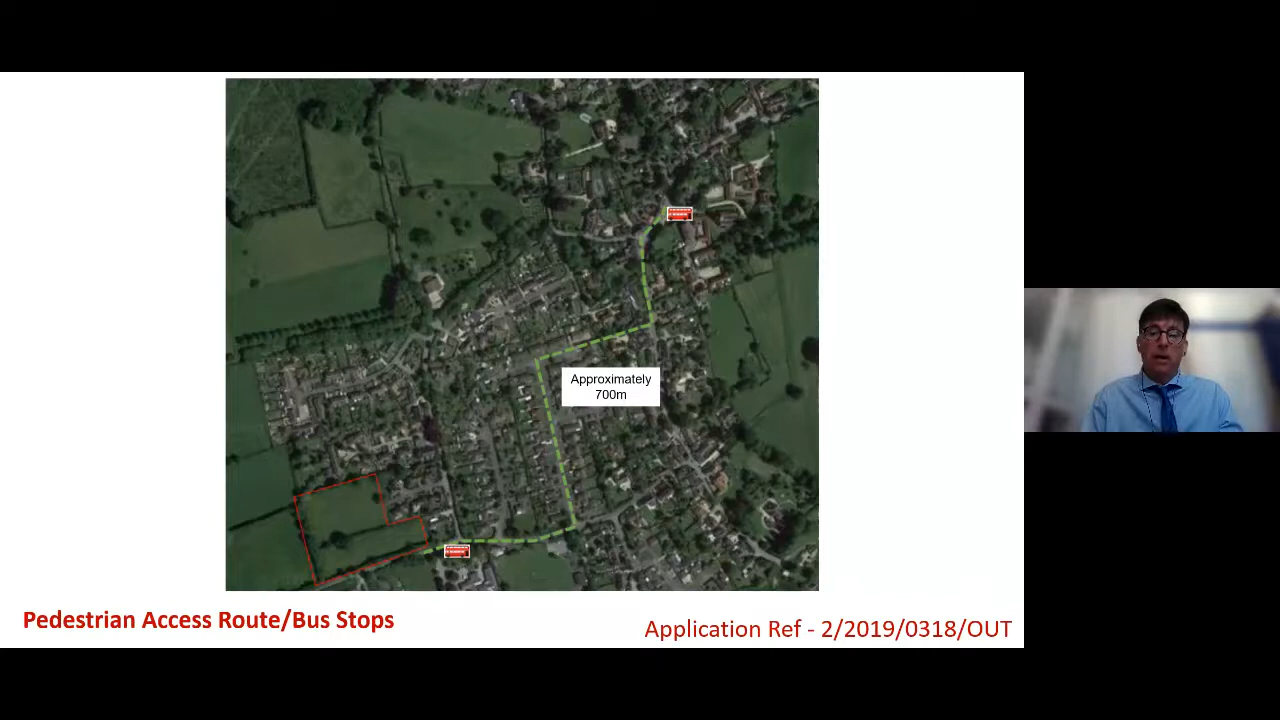 Approximately
700m
Pedestrian Access Route/Bus Stops
Application Ref - 2/2019/0318/OUT